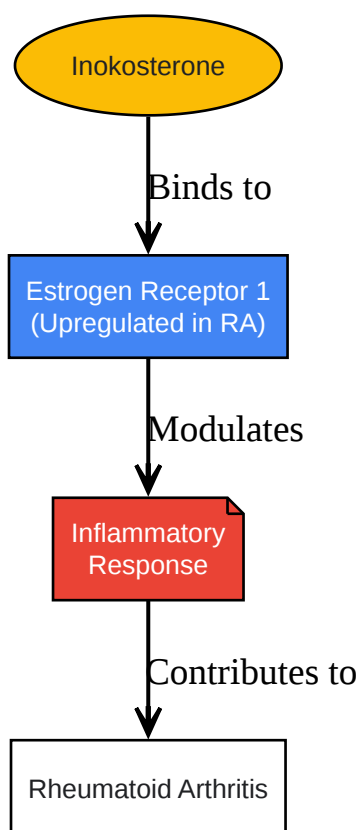 Inokosterone
Binds to
Estrogen Receptor 1
(Upregulated in RA)
Modulates
Inflammatory
Response
Contributes to
Rheumatoid Arthritis